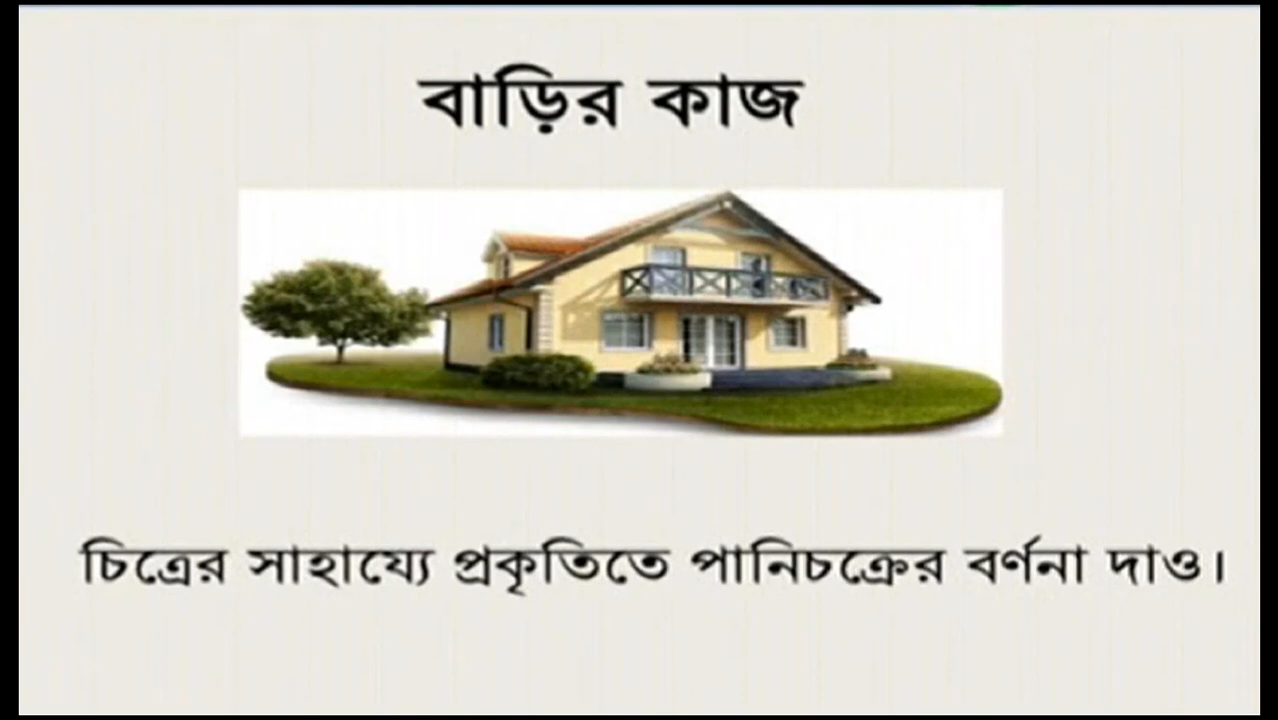 বাড়ির কাজ
চিত্রের সাহায্যে প্রকৃতিতে পানিচক্রের বর্ণনা দাও।